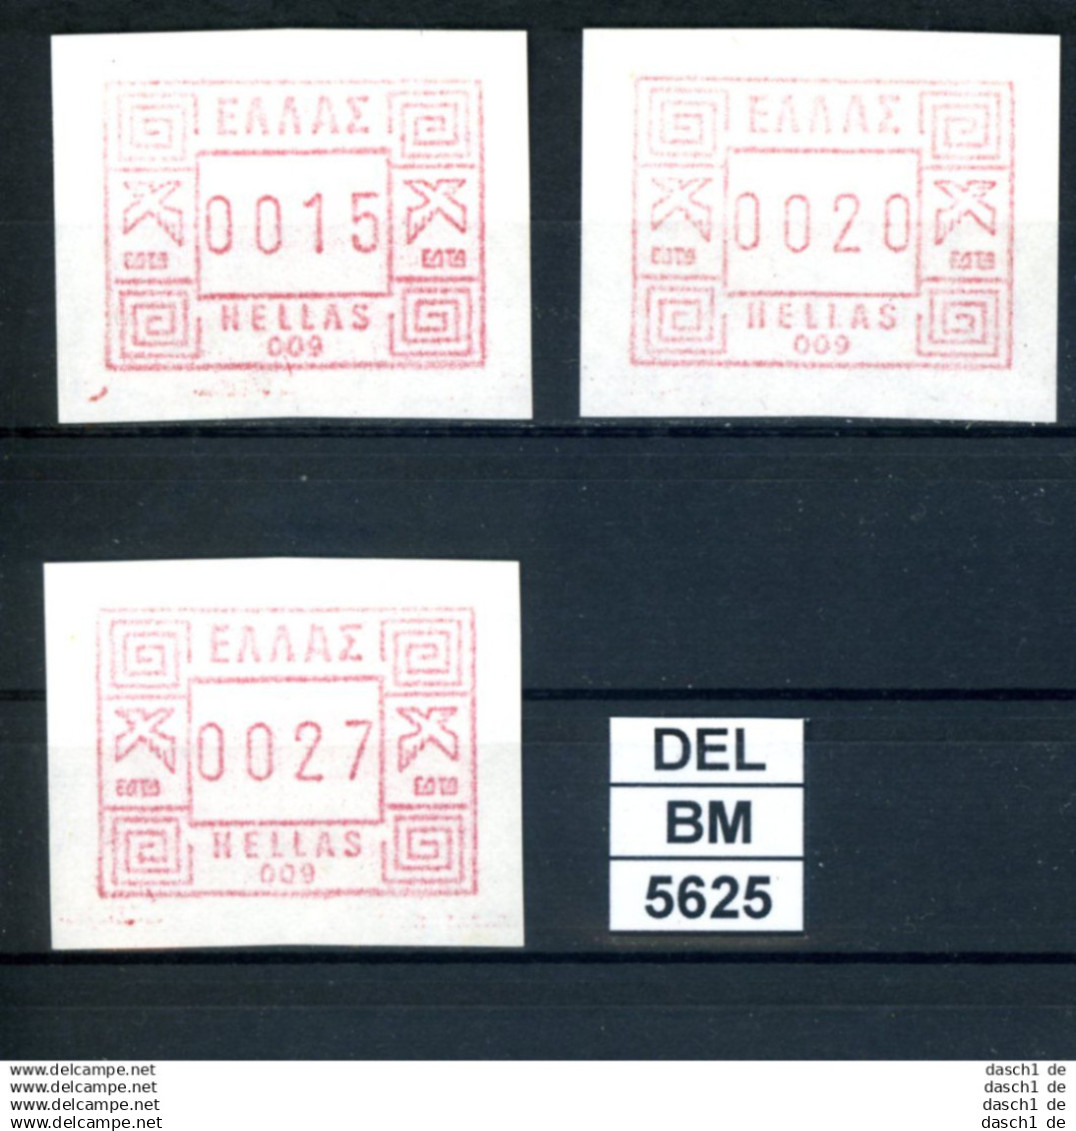 ΕΛΛΑΣ
0015
ΕΛΤΑ ΕΛΤΑ
HELLAS
009
ΕΛΛΑΣ
0020
ΕΛΤΑ ΕΛΤΑ
HELLAS
009
ΕΛΛΑΣ
0027
ΕΛΤΑ ΕΛΤΑ
HELLAS
009
DEL
BM
5625
www.delcampe.net
www.delcampe.net
www.delcampe.net
www.delcampe.net
dasch1 de
dasch1 de
dasch1 de
dasch1 de